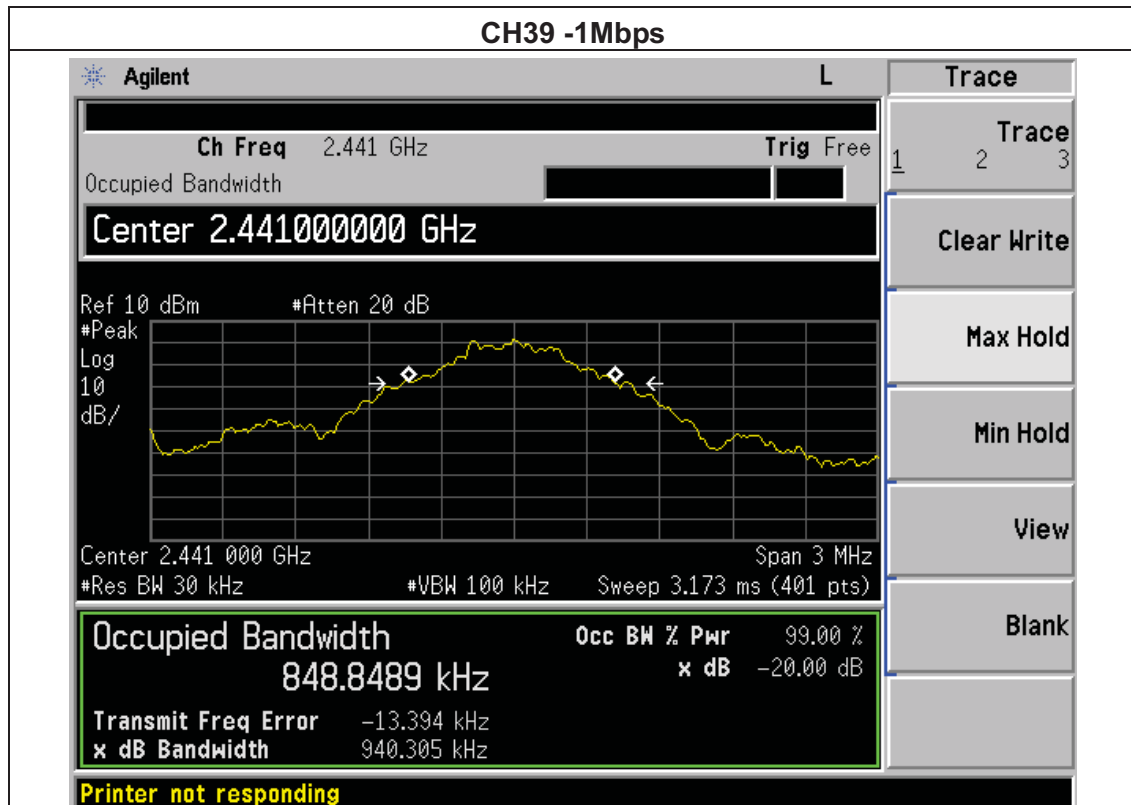 CH39 -1Mbps
Agilent L Trace
Ch Freq 2.441 GHz Trig Free
Occupied Bandwidth
Center 2.441000000 GHz
Ref 10 dBm #Atten 20 dB
#Peak
Log
10
dB/
Center 2.441 000 GHz Span 3 MHz
#Res BW 30 kHz #VBW 100 kHz Sweep 3.173 ms (401 pts)
Occupied Bandwidth Occ BW % Pwr 99.00 %
848.8489 kHz x dB -20.00 dB
Transmit Freq Error -13.394 kHz
x dB Bandwidth 940.305 kHz
Printer not responding
Trace
1 2 3
Clear Write
Max Hold
Min Hold
View
Blank